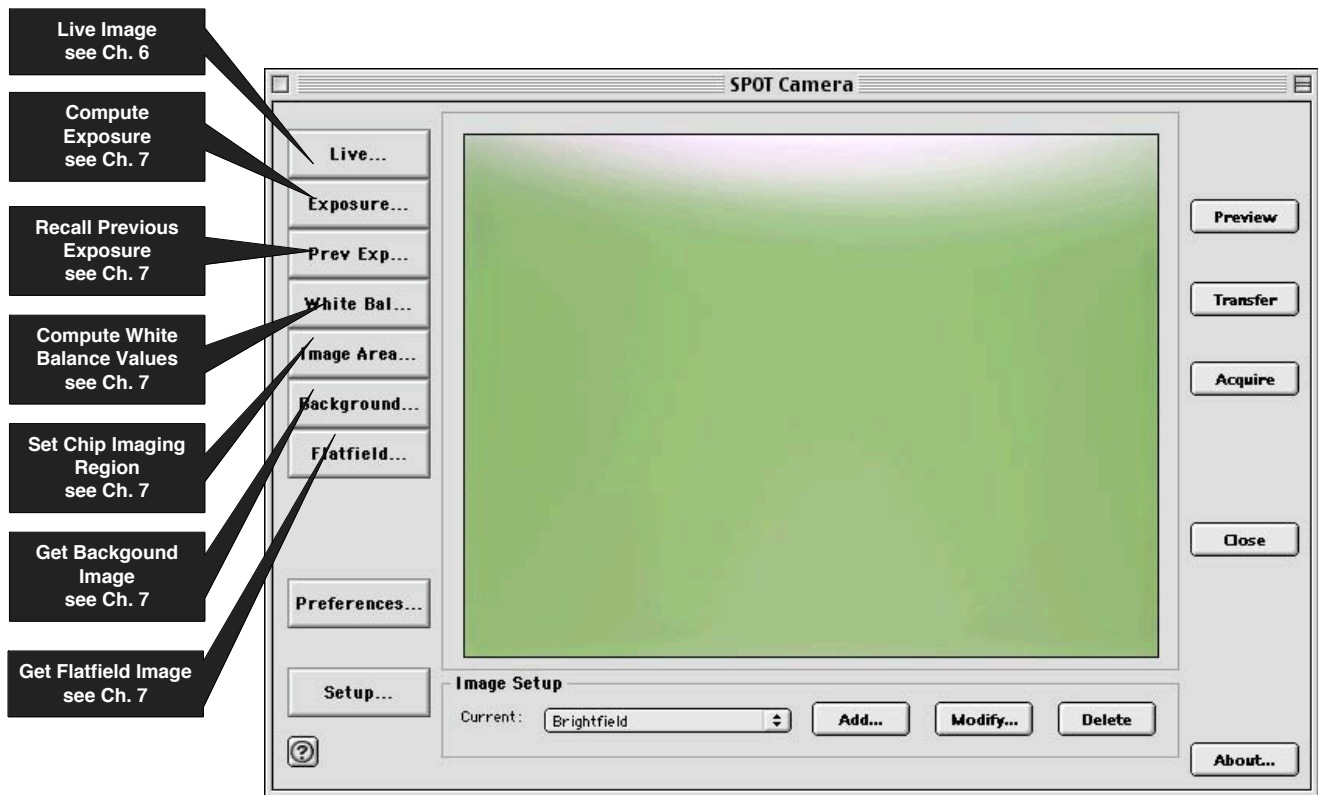 Live Image
see Ch. 6
Compute
Exposure
see Ch. 7
Recall Previous
Exposure
see Ch. 7
Compute White
Balance Values
see Ch. 7
Set Chip Imaging
Region
see Ch. 7
Get Backgound
Image
see Ch. 7
Get Flatfield Image
see Ch. 7
SPOT Camera
Live...
Exposure...
Prev Exp...
White Bal...
Image Area...
Background...
Flatfield...
Preferences...
Setup...
?
Image Setup
Current: Brightfield Add... Modify... Delete
Preview
Transfer
Acquire
Close
About...